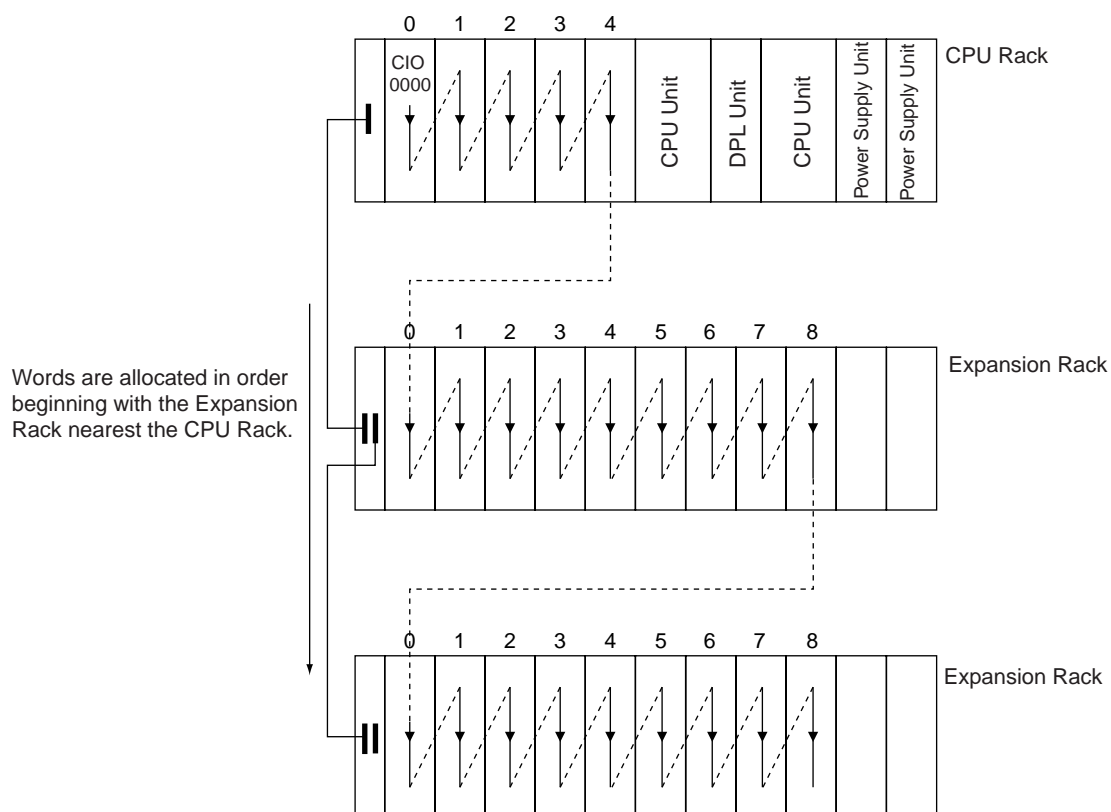 0 1 2 3 4
CPU Rack
CIO
0000
CPU Unit
DPL Unit
CPU Unit
Power Supply Unit
Power Supply Unit
0 1 2 3 4 5 6 7 8
Expansion Rack
Words are allocated in order
beginning with the Expansion
Rack nearest the CPU Rack.
0 1 2 3 4 5 6 7 8
Expansion Rack